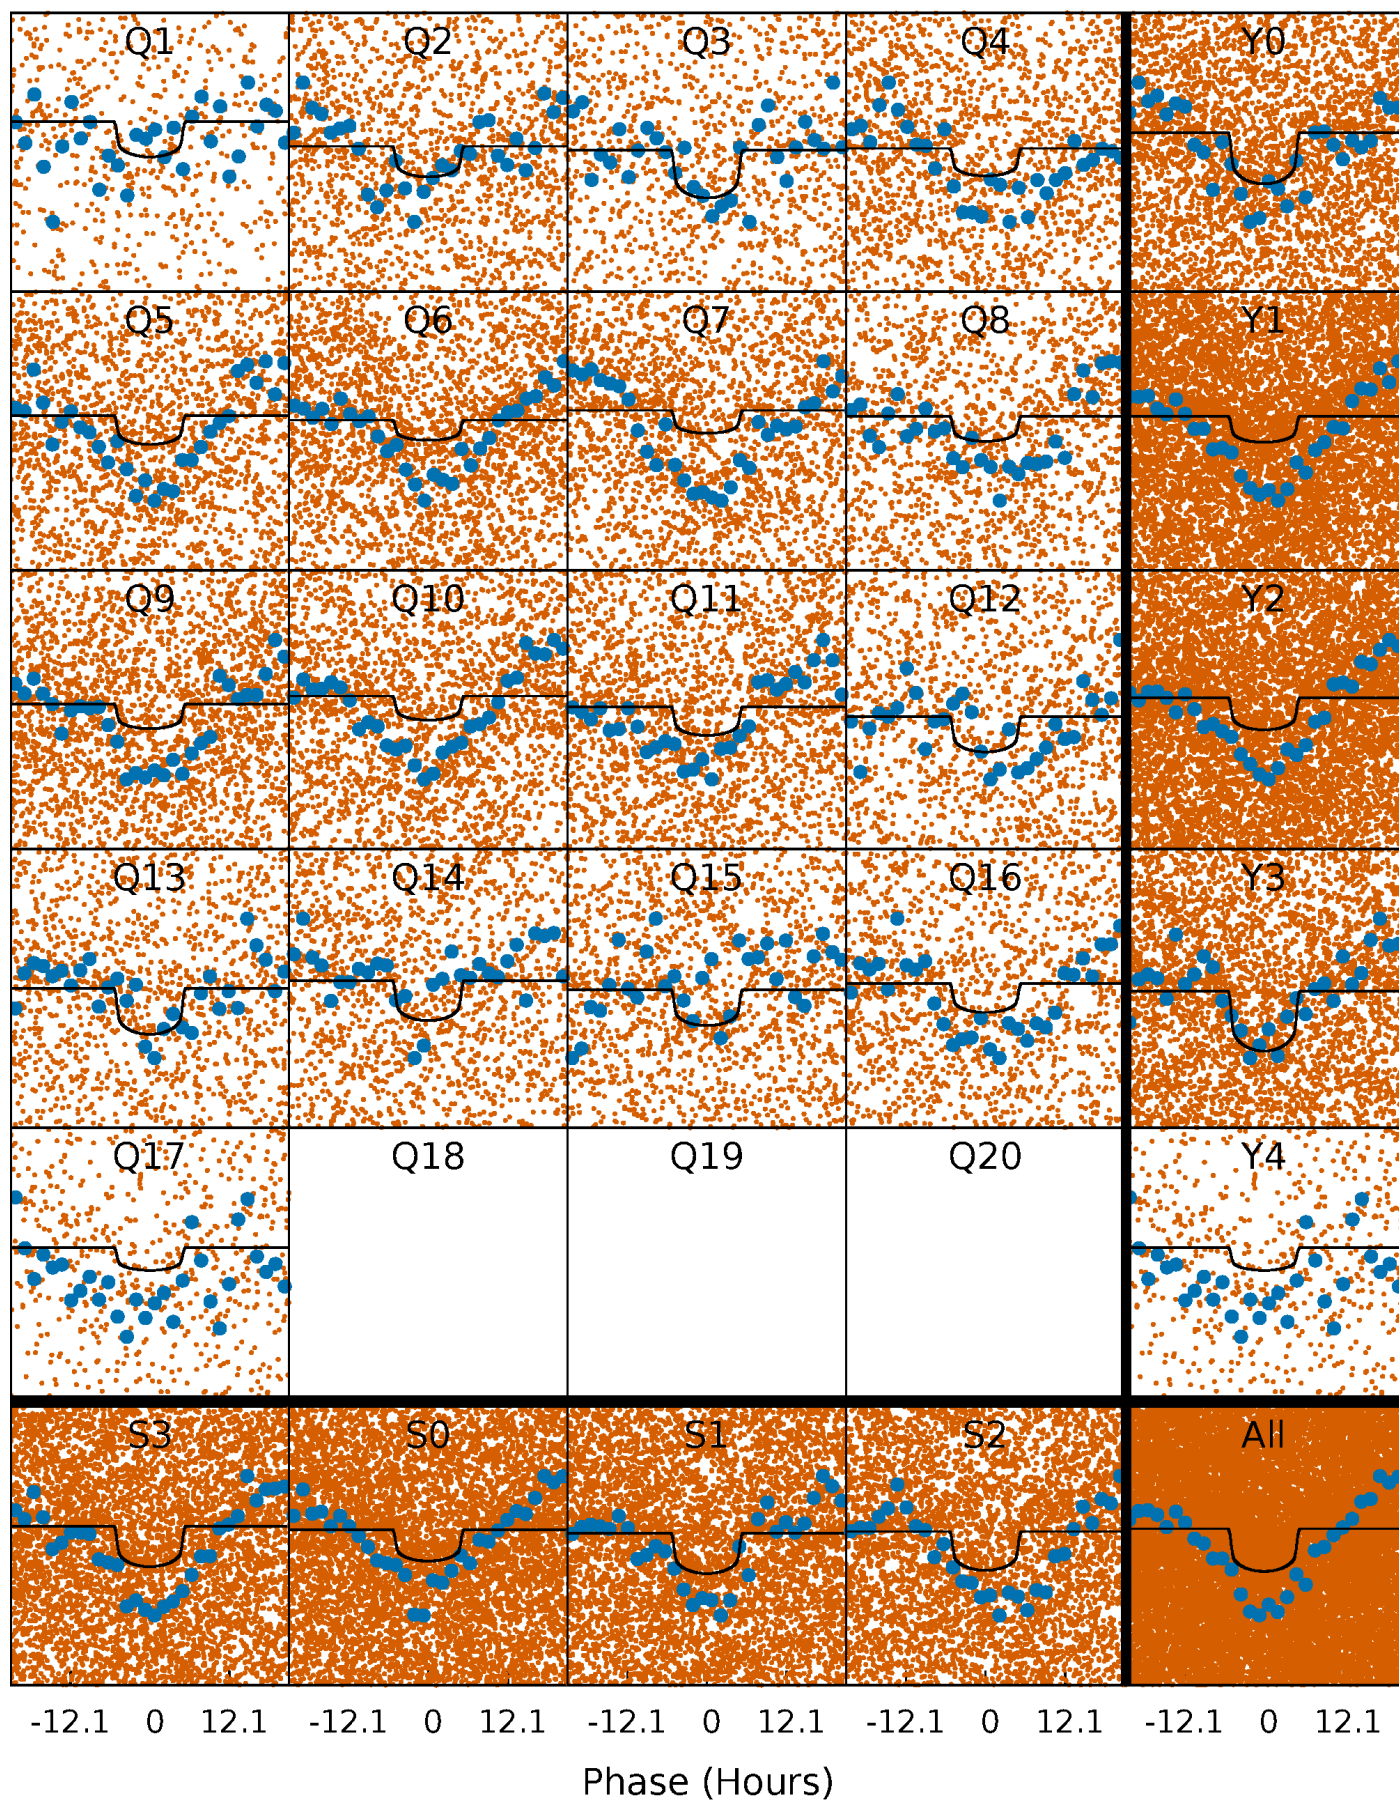 Q1 Q2 Q3 Q4 Y0
Q5 Q6 Q7 Q8 Y1
Q9 Q10 Q11 Q12 Y2
Q13 Q14 Q15 Q16 Y3
Q17 Q18 Q19 Q20 Y4
S3 S0 S1 S2 All
-12.1 0 12.1 -12.1 0 12.1 -12.1 0 12.1 -12.1 0 12.1 -12.1 0 12.1
Phase (Hours)